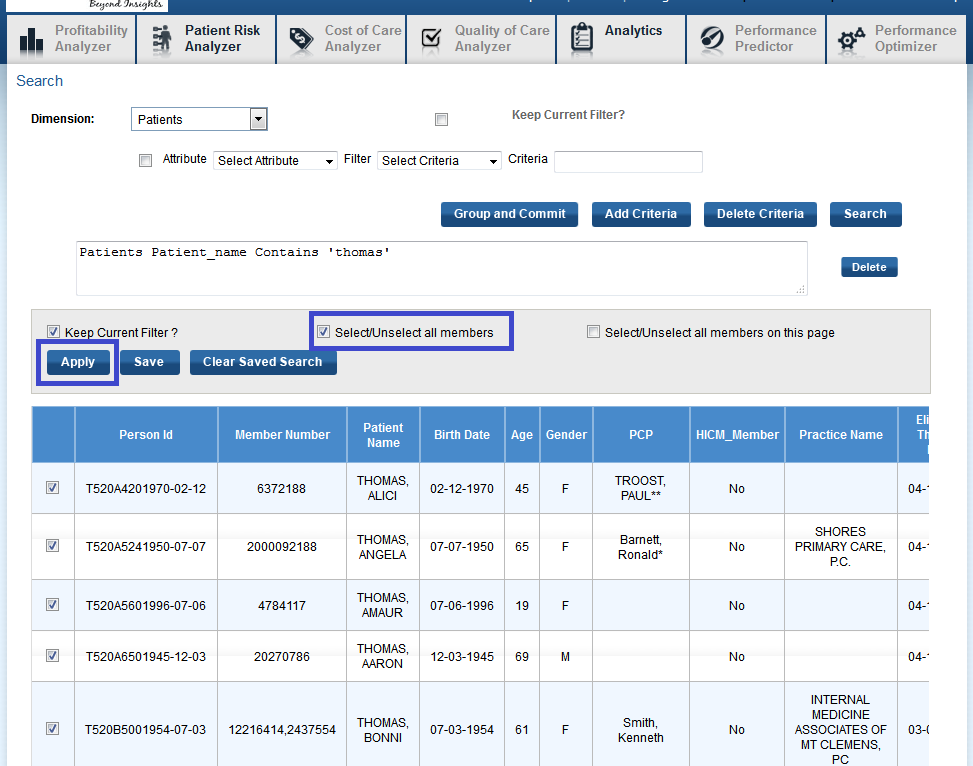 Beyond Insights
Profitability
Analyzer
Patient Risk
Analyzer
Cost of Care
Analyzer
Quality of Care
Analyzer
Analytics
Performance
Predictor
Performance
Optimizer
Search
Dimension:
Patients
Keep Current Filter?
Attribute
Select Attribute
Filter
Select Criteria
Criteria
Group and Commit
Add Criteria
Delete Criteria
Search
Patients Patient_name Contains 'thomas'
Delete
Keep Current Filter ?
Select/Unselect all members
Select/Unselect all members on this page
Apply
Save
Clear Saved Search
Person Id
Member Number
Patient
Name
Birth Date
Age
Gender
PCP
HICM_Member
Practice Name
Eli
Th
T520A4201970-02-12
6372188
THOMAS,
ALICI
02-12-1970
45
F
TROOST,
PAUL**
No
04-1
T520A5241950-07-07
2000092188
THOMAS,
ANGELA
07-07-1950
65
F
Barnett,
Ronald*
No
SHORES
PRIMARY CARE,
P.C.
04-1
T520A5601996-07-06
4784117
THOMAS,
AMAUR
07-06-1996
19
F
No
04-1
T520A6501945-12-03
20270786
THOMAS,
AARON
12-03-1945
69
M
No
04-1
T520B5001954-07-03
12216414,2437554
THOMAS,
BONNI
07-03-1954
61
F
Smith,
Kenneth
No
INTERNAL
MEDICINE
ASSOCIATES OF
MT CLEMENS,
PC
03-0